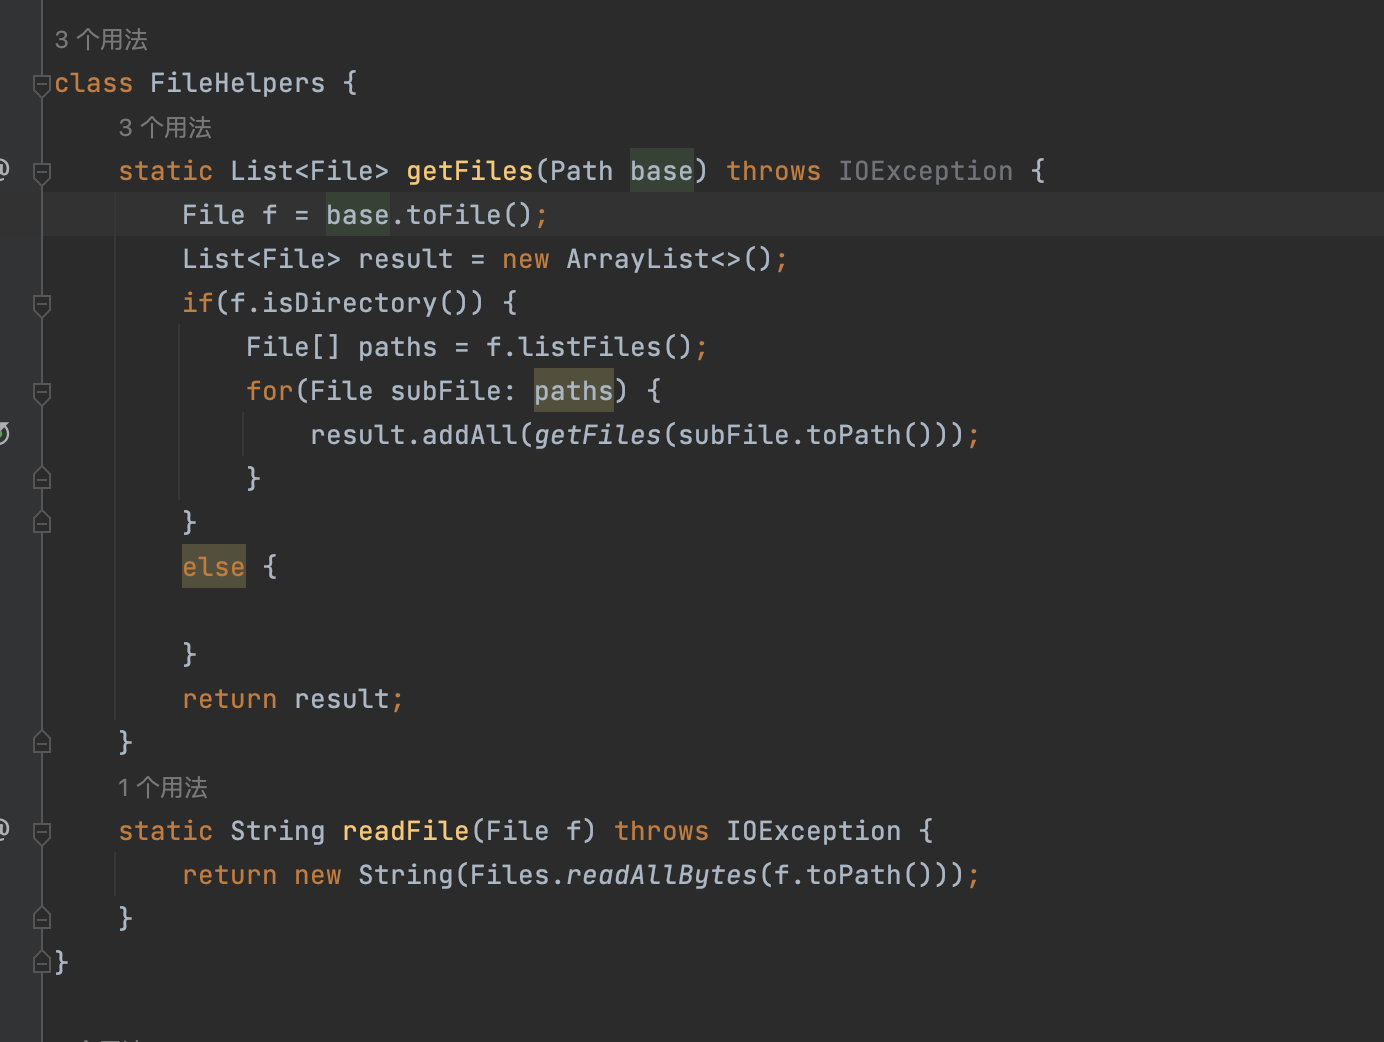 3 个用法
class FileHelpers {
3 个用法
static List<File> getFiles(Path base) throws IOException {
File f = base.toFile();
List<File> result = new ArrayList<>();
if(f.isDirectory()) {
File[] paths = f.listFiles();
for(File subFile: paths) {
result.addAll(getFiles(subFile.toPath()));
}
}
else {
}
return result;
}
1 个用法
static String readFile(File f) throws IOException {
return new String(Files.readAllBytes(f.toPath()));
}
}